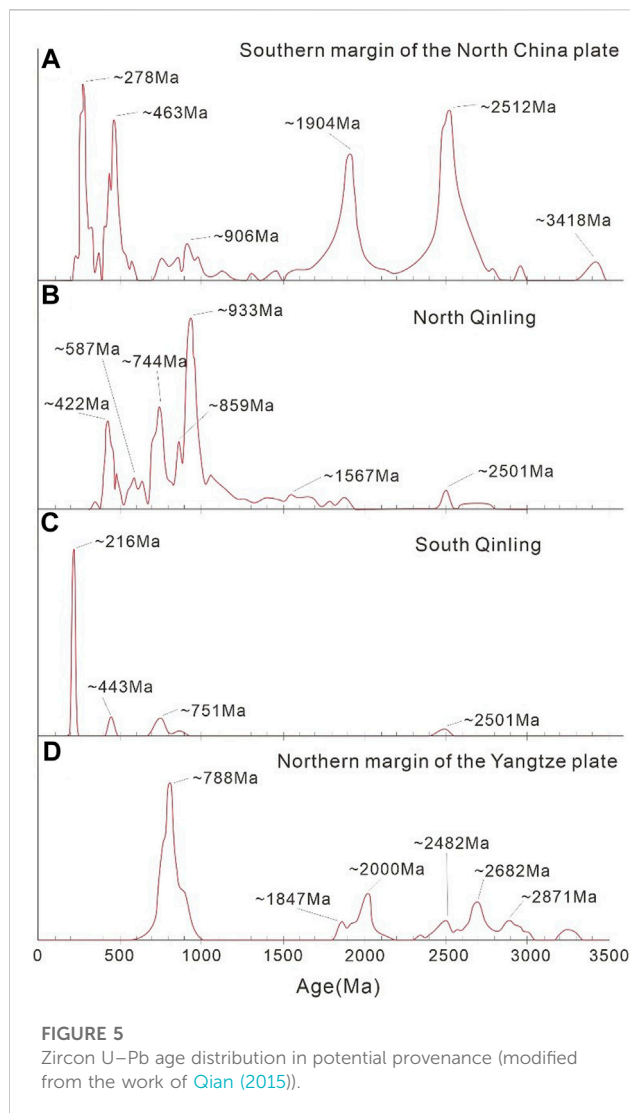 A
Southern margin of the North China plate
~278Ma
~463Ma
~906Ma
~1904Ma
~2512Ma
~3418Ma
B
North Qinling
~933Ma
~587Ma
~744Ma
~422Ma
~859Ma
~1567Ma
~2501Ma
C
South Qinling
~216Ma
~443Ma
~751Ma
~2501Ma
D
Northern margin of the Yangtze plate
~788Ma
~2482Ma
~2000Ma
~2682Ma
~1847Ma
~2871Ma
0 500 1000 1500 2000 2500 3000 3500
Age(Ma)
FIGURE 5
Zircon U–Pb age distribution in potential provenance (modified
from the work of Qian (2015)).